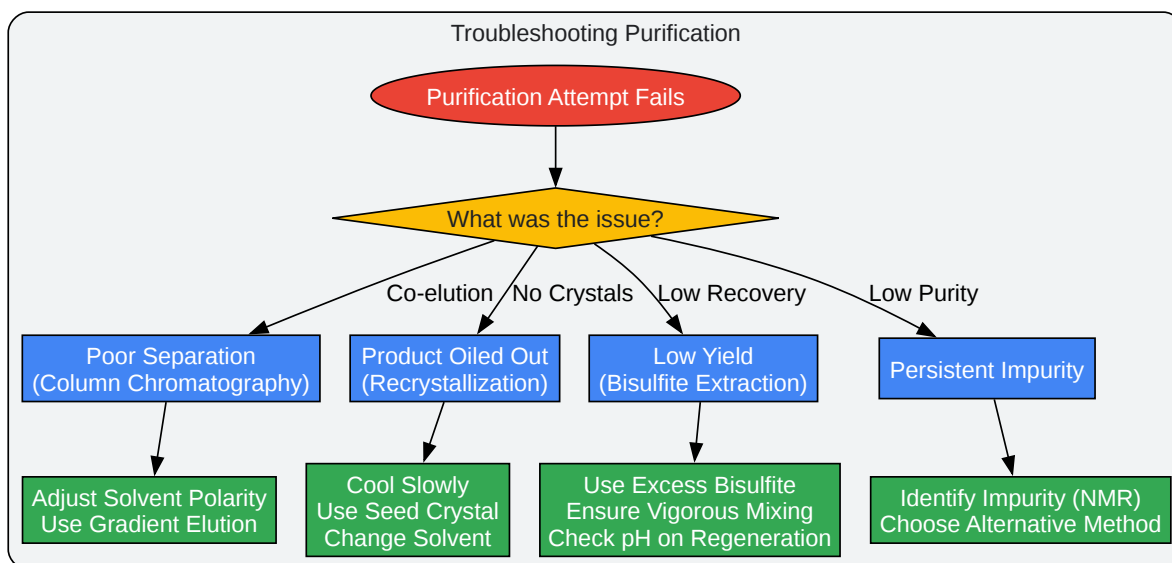 Troubleshooting Purification
Purification Attempt Fails
What was the issue?
Co-elution
No Crystals
Low Recovery
Low Purity
Poor Separation
(Column Chromatography)
Product Oiled Out
(Recrystallization)
Low Yield
(Bisulfite Extraction)
Persistent Impurity
Adjust Solvent Polarity
Use Gradient Elution
Cool Slowly
Use Seed Crystal
Change Solvent
Use Excess Bisulfite
Ensure Vigorous Mixing
Check pH on Regeneration
Identify Impurity (NMR)
Choose Alternative Method